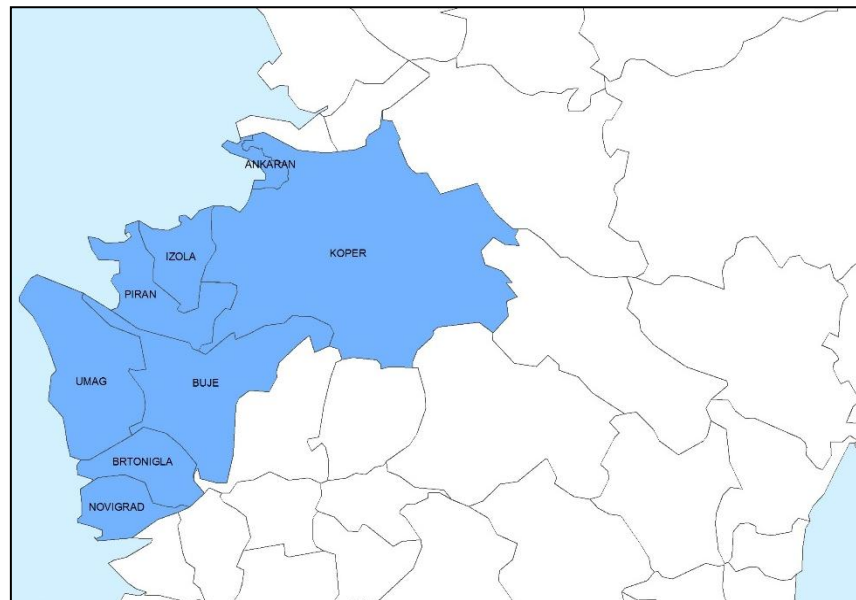 ANKARAN
IZOLA
KOPER
PIRAN
UMAG
BUJE
BRTONIGLA
NOVIGRAD